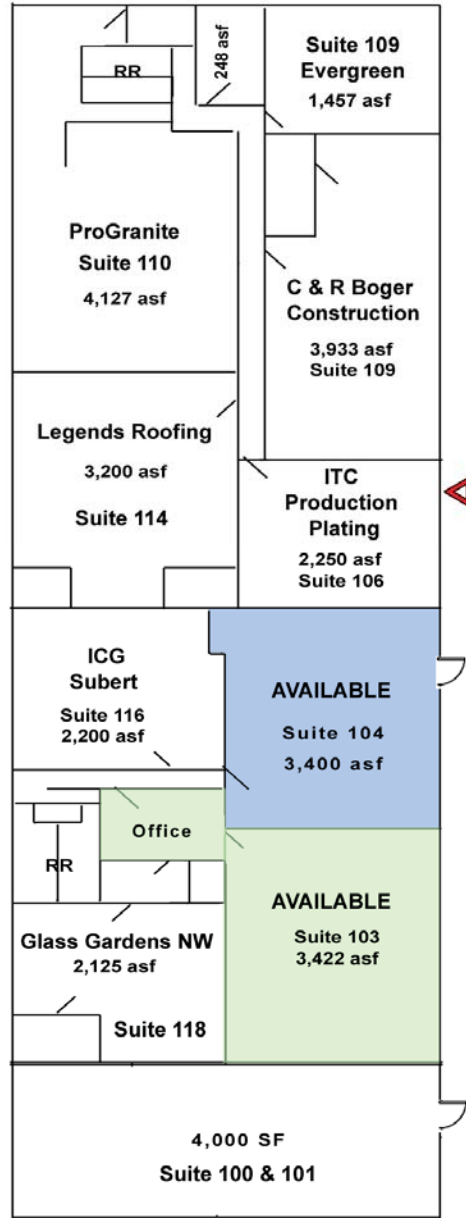 248 asf
Suite 109
Evergreen
1,457 asf
RR
ProGranite
Suite 110
4,127 asf
C & R Boger
Construction
3,933 asf
Suite 109
Legends Roofing
3,200 asf
Suite 114
ITC
Production
Plating
2,250 asf
Suite 106
ICG
Subert
Suite 116
2,200 asf
AVAILABLE
Suite 104
3,400 asf
Office
RR
AVAILABLE
Suite 103
3,422 asf
Glass Gardens NW
2,125 asf
Suite 118
4,000 SF
Suite 100 & 101